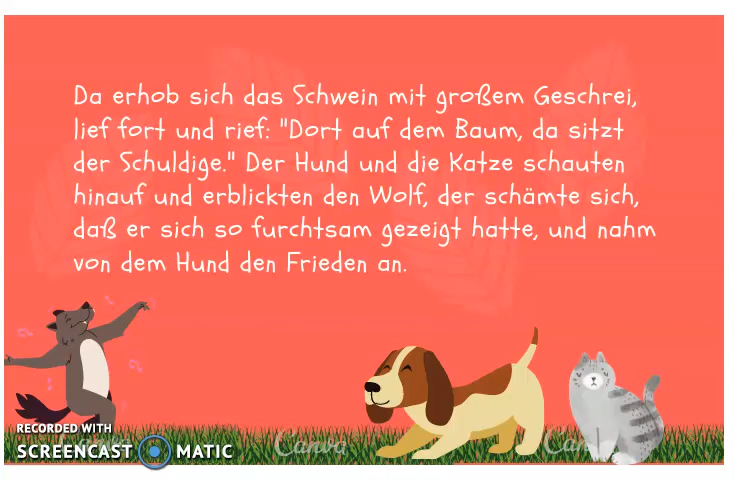 Da erhob sich das Schwein mit großem Geschrei,
lief fort und rief: "Dort auf dem Baum, da sitzt
der Schuldige." Der Hund und die Katze schauten
hinauf und erblickten den Wolf, der schämte sich,
daß er sich so furchtsam gezeigt hatte, und nahm
von dem Hund den Frieden an.
RECORDED WITH
SCREENCAST MATIC
Canva
Canva